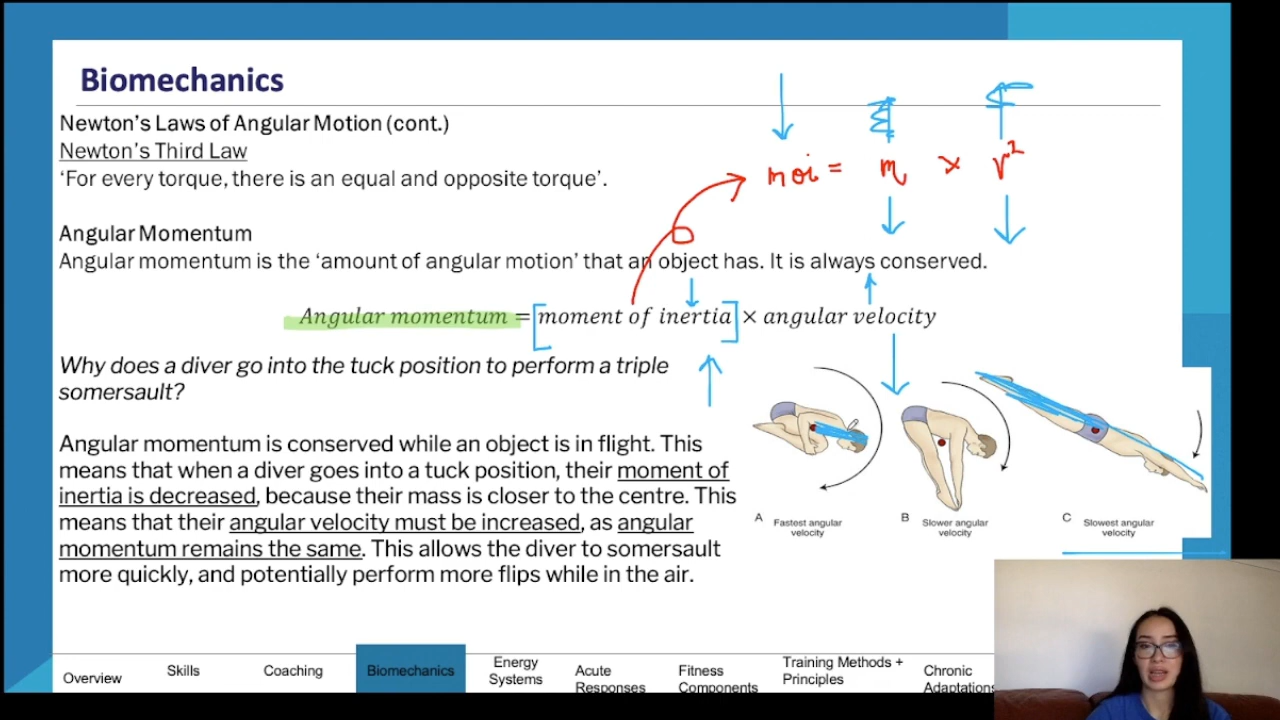 Biomechanics
Newton's Laws of Angular Motion (cont.)
Newton's Third Law
'For every torque, there is an equal and opposite torque'.
moi = m x r²
Angular Momentum
Angular momentum is the 'amount of angular motion' that an object has. It is always conserved.
Angular momentum = [moment of inertia] × angular velocity
Why does a diver go into the tuck position to perform a triple
somersault?
Angular momentum is conserved while an object is in flight. This
means that when a diver goes into a tuck position, their moment of
inertia is decreased, because their mass is closer to the centre. This
means that their angular velocity must be increased, as angular
momentum remains the same. This allows the diver to somersault
more quickly, and potentially perform more flips while in the air.
A Fastest angular
velocity
B Slower angular
velocity
C Slowest angular
velocity
Overview
Skills
Coaching
Biomechanics
Energy
Systems
Acute
Responses
Fitness
Components
Training Methods +
Principles
Chronic
Adaptations